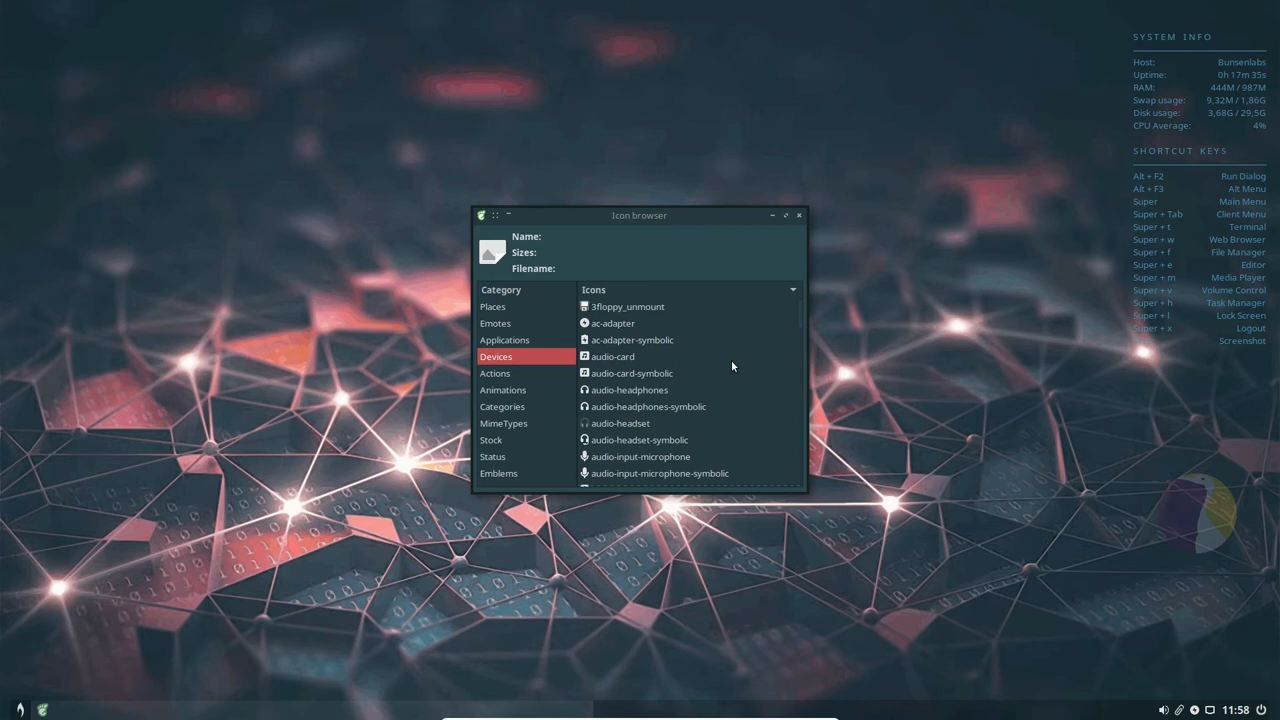 SYSTEM INFO
Host: Bunsenlabs
Uptime: 0h 17m 35s
RAM: 444M / 987M
Swap usage: 9,32M / 1,86G
Disk usage: 3,68G / 29,5G
CPU Average: 4%
SHORTCUT KEYS
Alt + F2 Run Dialog
Alt + F3 Alt Menu
Super Main Menu
Super + Tab Client Menu
Super + t Terminal
Super + w Web Browser
Super + f File Manager
Super + e Editor
Super + m Media Player
Super + v Volume Control
Super + h Task Manager
Super + l Lock Screen
Super + x Logout
Screenshot
Icon browser
Name:
Sizes:
Filename:
Category Icons
Places 3floppy_unmount
Emotes ac-adapter
Applications ac-adapter-symbolic
Devices audio-card
Actions audio-card-symbolic
Animations audio-headphones
Categories audio-headphones-symbolic
MimeTypes audio-headset
Stock audio-headset-symbolic
Status audio-input-microphone
Emblems audio-input-microphone-symbolic
11:58